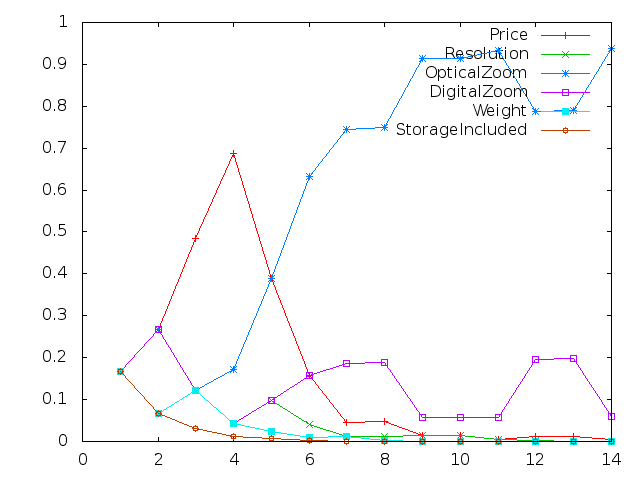 1
0.9
0.8
0.7
0.6
0.5
0.4
0.3
0.2
0.1
0
0 2 4 6 8 10 12 14
Price
Resolution
OpticalZoom
DigitalZoom
Weight
StorageIncluded